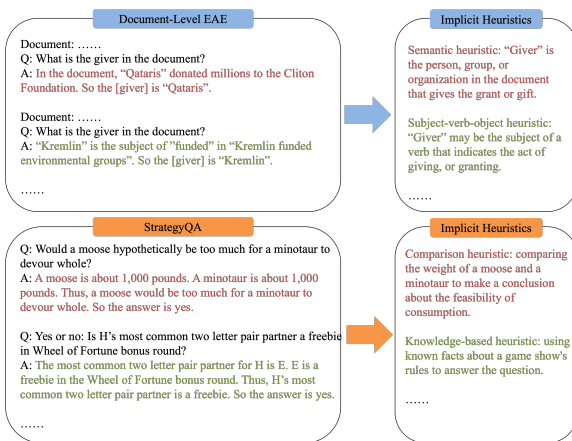 Document-Level EAE
Document: ……
Q: What is the giver in the document?
A: In the document, “Qataris” donated millions to the Cliton
Foundation. So the [giver] is “Qataris”.
Document: ……
Q: What is the giver in the document?
A: “Kremlin” is the subject of ”funded” in “Kremlin funded
environmental groups”. So the [giver] is “Kremlin”.
……
Implicit Heuristics
Semantic heuristic: “Giver” is
the person, group, or
organization in the document
that gives the grant or gift.
Subject-verb-object heuristic:
“Giver” may be the subject of a
verb that indicates the act of
giving, or granting.
……
StrategyQA
Q: Would a moose hypothetically be too much for a minotaur to
devour whole?
A: A moose is about 1,000 pounds. A minotaur is about 1,000
pounds. Thus, a moose would be too much for a minotaur to
devour whole. So the answer is yes.
Q: Yes or no: Is H’s most common two letter pair partner a freebie
in Wheel of Fortune bonus round?
A: The most common two letter pair partner for H is E. E is a
freebie in the Wheel of Fortune bonus round. Thus, H’s most
common two letter pair partner is a freebie. So the answer is yes.
……
Implicit Heuristics
Comparison heuristic: comparing
the weight of a moose and a
minotaur to make a conclusion
about the feasibility of
consumption.
Knowledge-based heuristic: using
known facts about a game show’s
rules to answer the question.
……